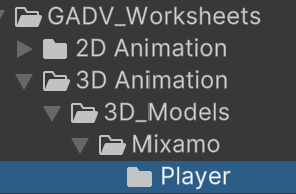 GADV_Worksheets
2D Animation
3D Animation
3D_Models
Mixamo
Player